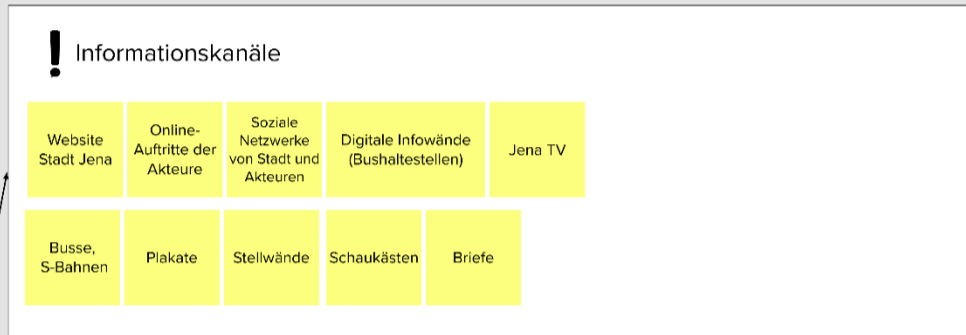 ! Informationskanäle
Website
Stadt Jena
Online-
Auftritte der
Akteure
Soziale
Netzwerke
von Stadt und
Akteuren
Digitale Infowände
(Bushaltestellen)
Jena TV
Busse,
S-Bahnen
Plakate
Stellwände
Schaukästen
Briefe